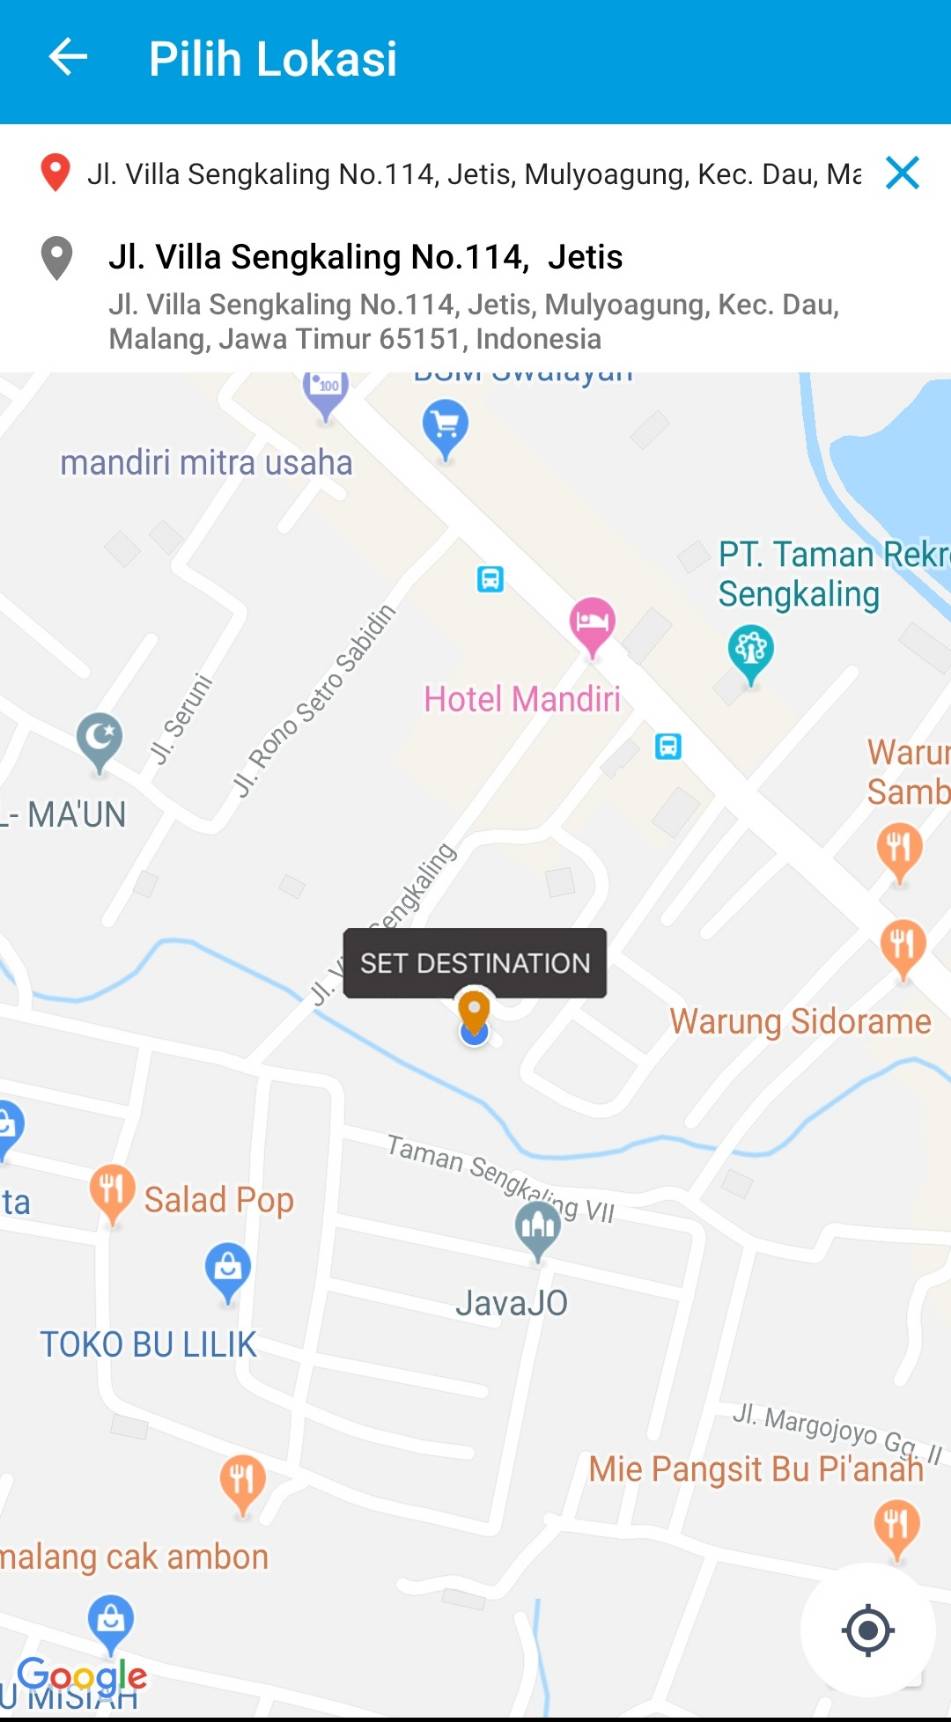 Pilih Lokasi
Jl. Villa Sengkaling No.114, Jetis, Mulyoagung, Kec. Dau, Ma
Jl. Villa Sengkaling No.114,  Jetis
Jl. Villa Sengkaling No.114, Jetis, Mulyoagung, Kec. Dau,
Malang, Jawa Timur 65151, Indonesia
Swalayan
100
mandiri mitra usaha
PT. Taman Rekr
Sengkaling
Jl. Rono Setro Sabidin
Jl. Seruni
Hotel Mandiri
Warun
Samb
L- MA'UN
Jl. V
Sengkaling
SET DESTINATION
Warung Sidorame
Taman Sengkaling VII
ta
Salad Pop
JavaJO
TOKO BU LILIK
Jl. Margojoyo Gg. II
Mie Pangsit Bu Pi'anah
malang cak ambon
Google
U MISIAH